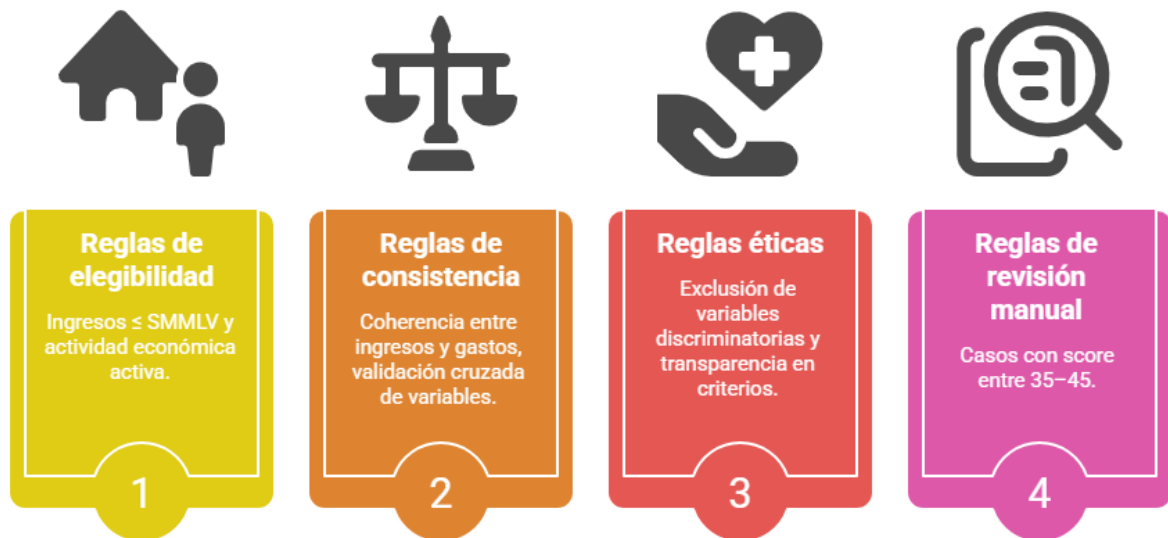 Reglas de
elegibilidad
Ingresos ≤ SMMLV y
actividad económica
activa.
1
Reglas de
consistencia
Coherencia entre
ingresos y gastos,
validación cruzada
de variables.
2
Reglas éticas
Exclusión de
variables
discriminatorias y
transparencia en
criterios.
3
Reglas de
revisión
manual
Casos con score
entre 35–45.
4